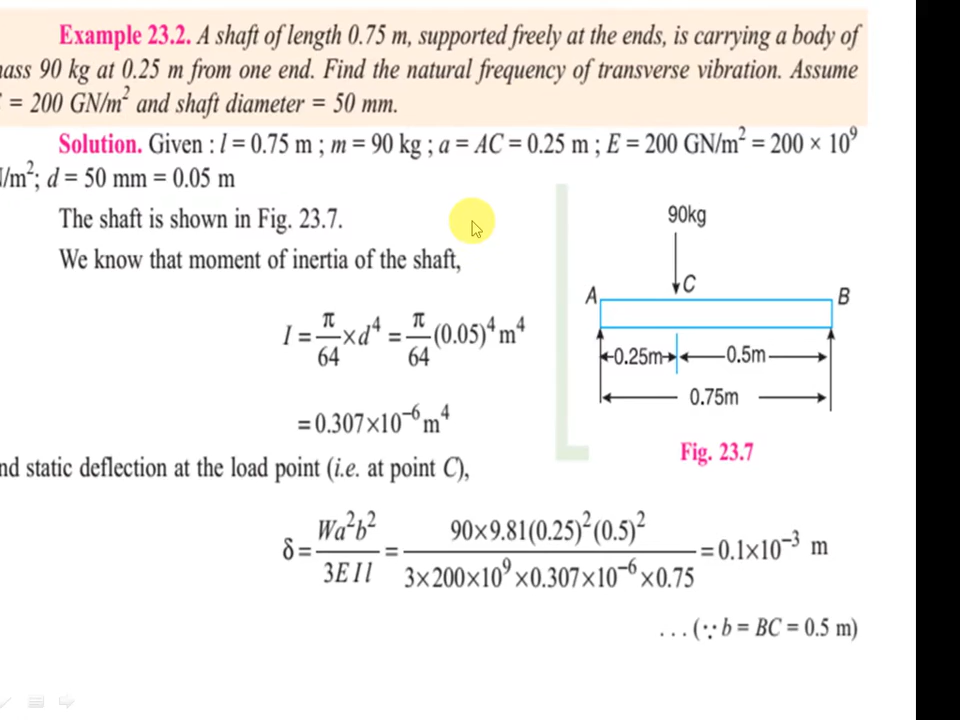 Example 23.2. A shaft of length 0.75 m, supported freely at the ends, is carrying a body of
90 kg at 0.25 m from one end. Find the natural frequency of transverse vibration. Assume
= 200 GN/m² and shaft diameter = 50 mm.
Solution. Given : l = 0.75 m ; m = 90 kg ; a = AC = 0.25 m ; E = 200 GN/m² = 200 × 10⁹
/m²; d = 50 mm = 0.05 m
The shaft is shown in Fig. 23.7.
We know that moment of inertia of the shaft,
I = π/64 × d⁴ = π/64 (0.05)⁴ m⁴
= 0.307×10⁻⁶ m⁴
90kg
C
A
B
0.25m
0.5m
0.75m
Fig. 23.7
nd static deflection at the load point (i.e. at point C),
δ = Wa²b²/3EIl = 90×9.81(0.25)²(0.5)²/3×200×10⁹×0.307×10⁻⁶×0.75 = 0.1×10⁻³ m
. . . (∵ b = BC = 0.5 m)